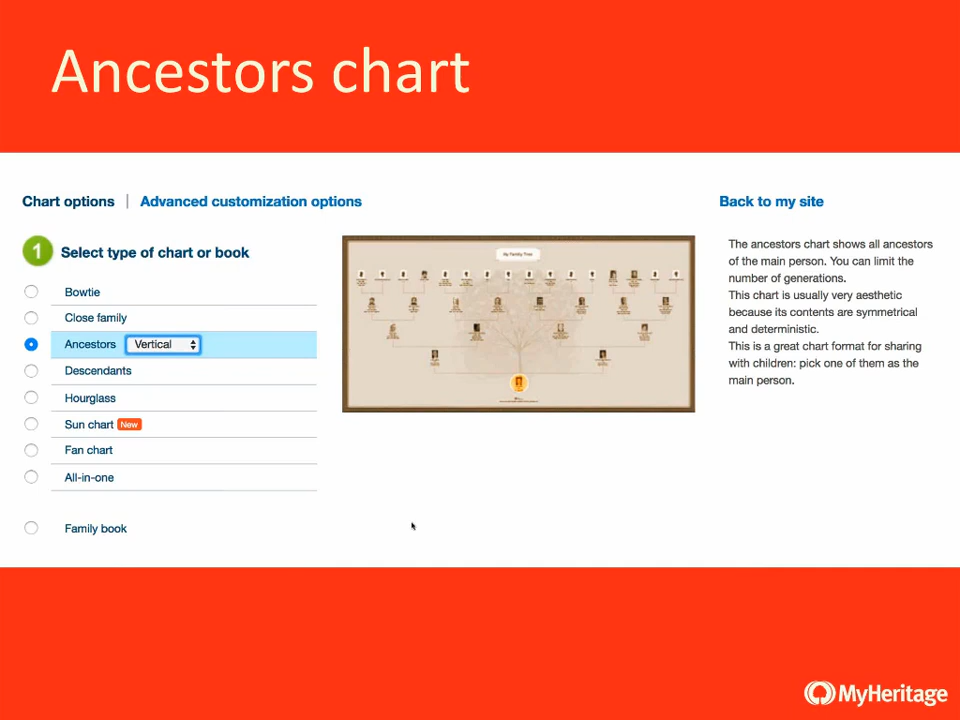 Ancestors chart
Chart options | Advanced customization options
Back to my site
1 Select type of chart or book
Bowtie
Close family
Ancestors Vertical
Descendants
Hourglass
Sun chart New
Fan chart
All-in-one
Family book
My Family Tree
The ancestors chart shows all ancestors
of the main person. You can limit the
number of generations.
This chart is usually very aesthetic
because its contents are symmetrical
and deterministic.
This is a great chart format for sharing
with children: pick one of them as the
main person.
MyHeritage